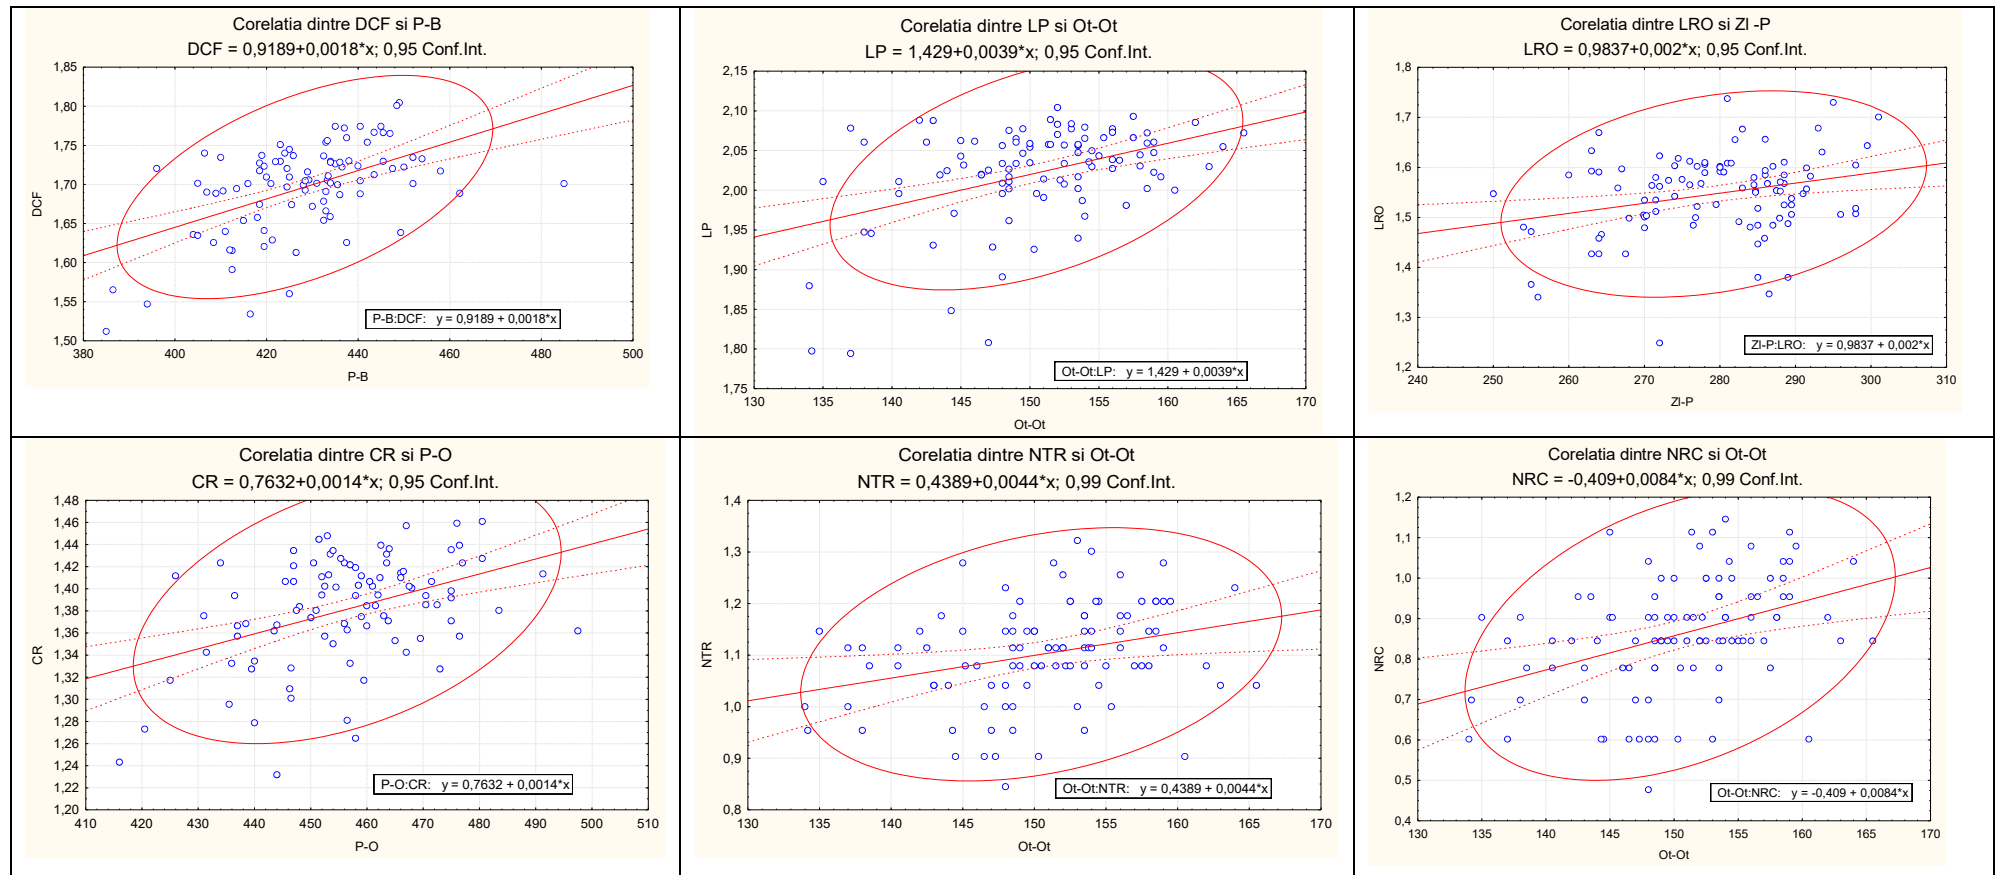 Corelatia dintre DCF si P-B
DCF = 0,9189+0,0018*x; 0,95 Conf.Int.
1,85
1,80
1,75
1,70
1,65
1,60
1,55
1,50
DCF
P-B:DCF: y = 0,9189 + 0,0018*x
380 400 420 440 460 480 500
P-B
Corelatia dintre LP si Ot-Ot
LP = 1,429+0,0039*x; 0,95 Conf.Int.
2,15
2,10
2,05
2,00
1,95
1,90
1,85
1,80
1,75
LP
Ot-Ot:LP: y = 1,429 + 0,0039*x
130 135 140 145 150 155 160 165 170
Ot-Ot
Corelatia dintre LRO si Zl -P
LRO = 0,9837+0,002*x; 0,95 Conf.Int.
1,8
1,7
1,6
1,5
1,4
1,3
1,2
LRO
Zl-P:LRO: y = 0,9837 + 0,002*x
240 250 260 270 280 290 300 310
Zl-P
Corelatia dintre CR si P-O
CR = 0,7632+0,0014*x; 0,95 Conf.Int.
1,48
1,46
1,44
1,42
1,40
1,38
1,36
1,34
1,32
1,30
1,28
1,26
1,24
1,22
1,20
CR
P-O:CR: y = 0,7632 + 0,0014*x
410 420 430 440 450 460 470 480 490 500 510
P-O
Corelatia dintre NTR si Ot-Ot
NTR = 0,4389+0,0044*x; 0,99 Conf.Int.
1,4
1,3
1,2
1,1
1,0
0,9
0,8
NTR
Ot-Ot:NTR: y = 0,4389 + 0,0044*x
130 135 140 145 150 155 160 165 170
Ot-Ot
Corelatia dintre NRC si Ot-Ot
NRC = -0,409+0,0084*x; 0,99 Conf.Int.
1,2
1,1
1,0
0,9
0,8
0,7
0,6
0,5
0,4
NRC
Ot-Ot:NRC: y = -0,409 + 0,0084*x
130 135 140 145 150 155 160 165 170
Ot-Ot